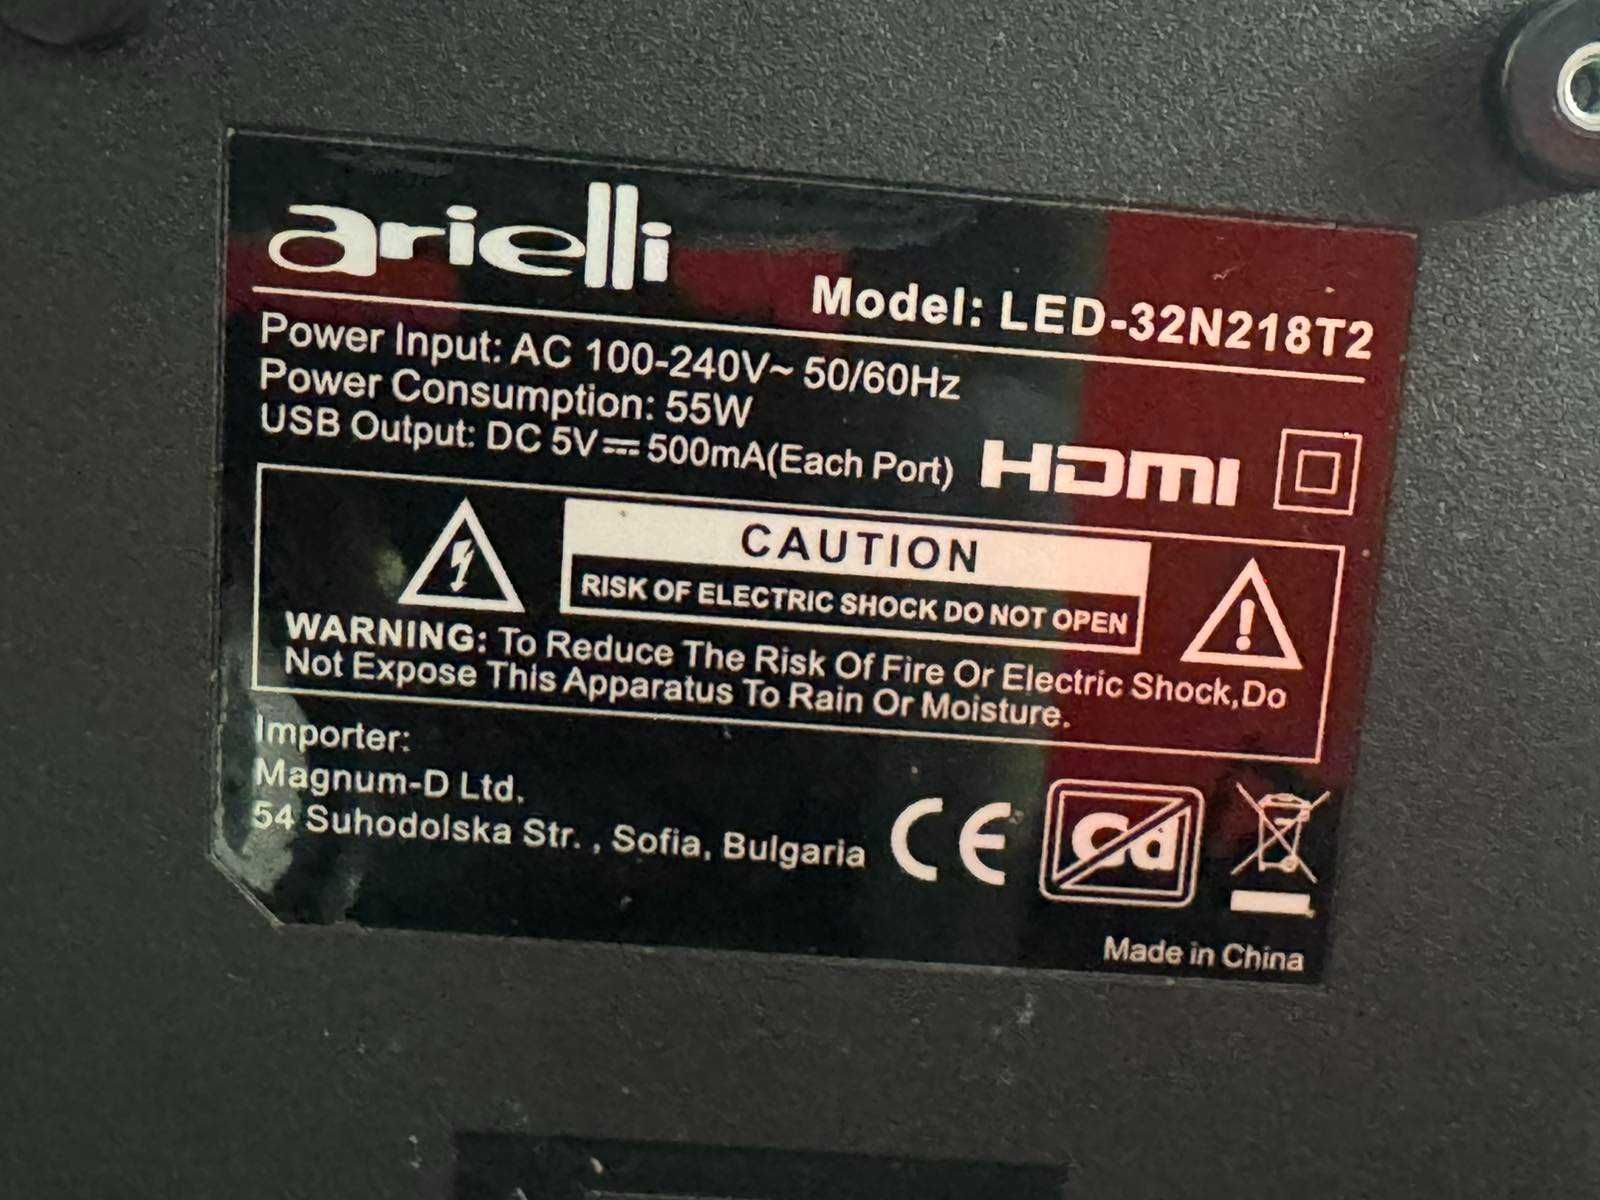 arielli
Model: LED-32N218T2
Power Input: AC 100-240V~ 50/60Hz
Power Consumption: 55W
USB Output: DC 5V⎓500mA(Each Port)
HDMI
CAUTION
RISK OF ELECTRIC SHOCK DO NOT OPEN
WARNING: To Reduce The Risk Of Fire Or Electric Shock,Do
Not Expose This Apparatus To Rain Or Moisture.
Importer:
Magnum-D Ltd.
54 Suhodolska Str. , Sofia, Bulgaria
CE
Cd
Made in China